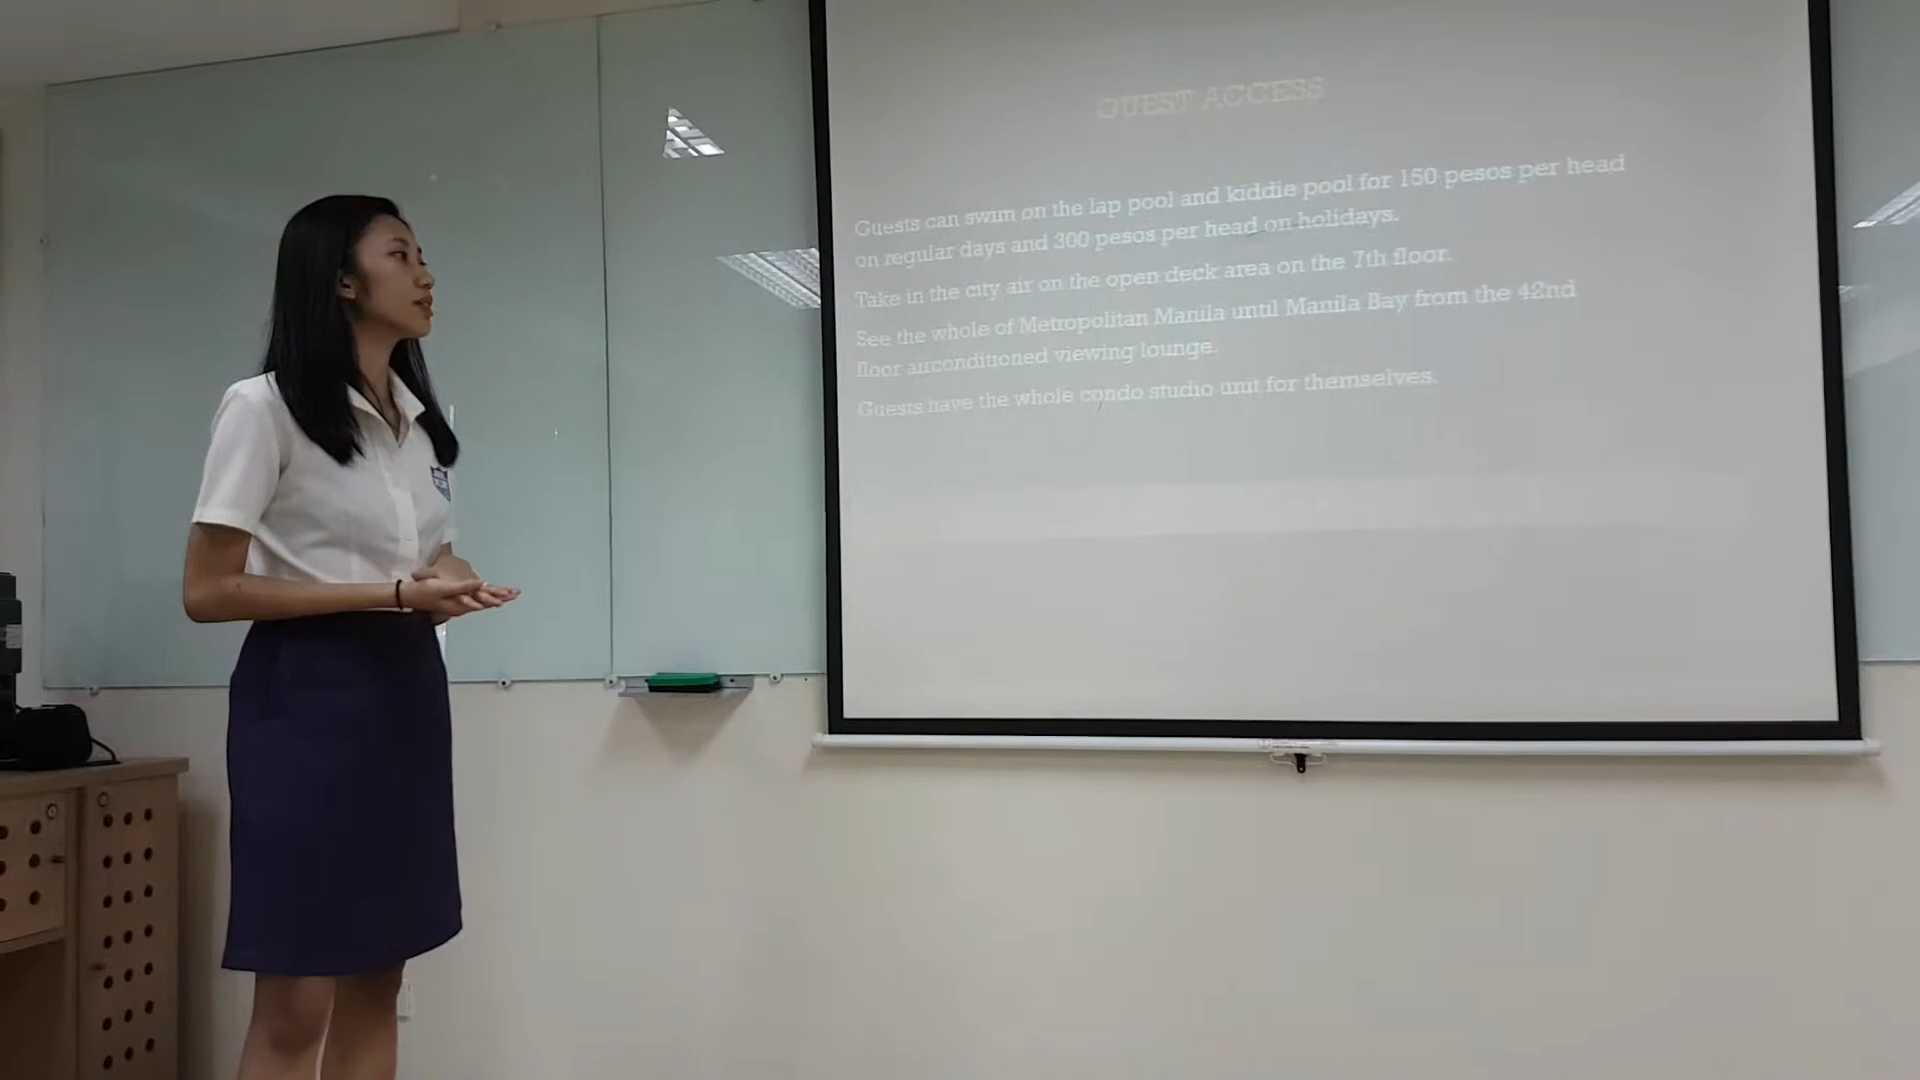 GUEST ACCESS
Guests can swim on the lap pool and kiddie pool for 150 pesos per head
on regular days and 300 pesos per head on holidays.
Take in the city air on the open deck area on the 7th floor.
See the whole of Metropolitan Manila until Manila Bay from the 42nd
floor airconditioned viewing lounge.
Guests have the whole condo studio unit for themselves.